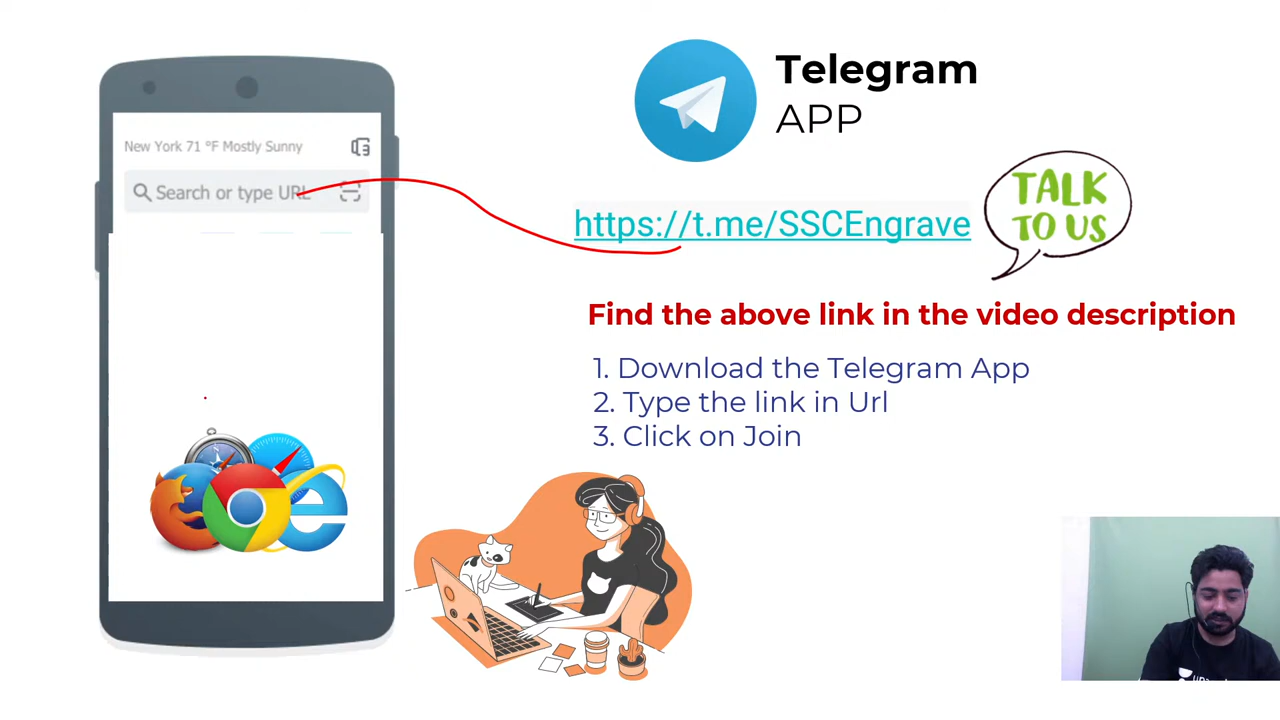 Telegram
APP
New York 71 °F Mostly Sunny
3
Search or type URL
https://t.me/SSCEngrave
TALK
TO US
Find the above link in the video description
1. Download the Telegram App
2. Type the link in Url
3. Click on Join